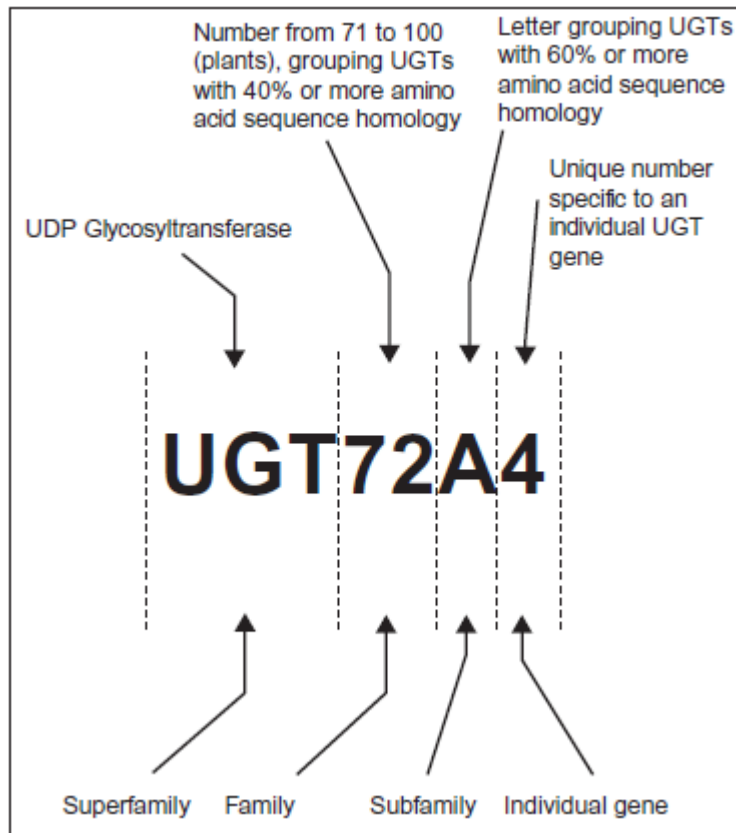 Number from 71 to 100
(plants), grouping UGTs
with 40% or more amino
acid sequence homology
Letter grouping UGTs
with 60% or more
amino acid sequence
homology
Unique number
specific to an
individual UGT
gene
UDP Glycosyltransferase
UGT72A4
Superfamily
Family
Subfamily
Individual gene